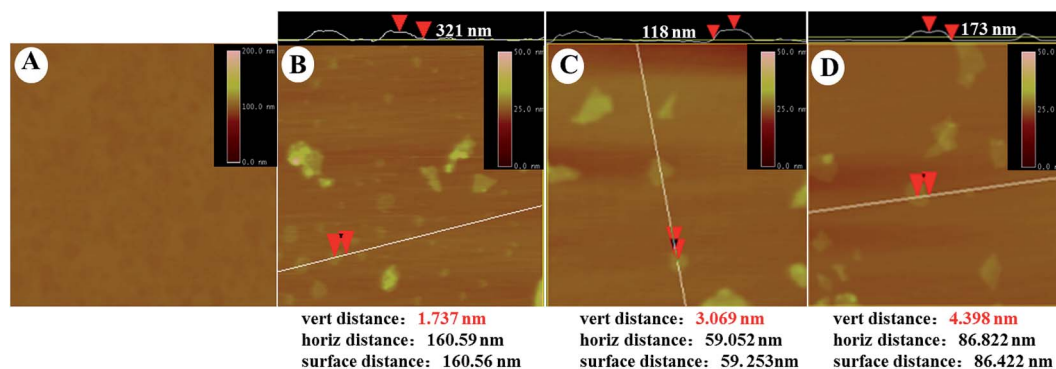 A
200.0 nm
100.0 nm
0.0 nm
321 nm
B
50.0 nm
25.0 nm
0.0 nm
118 nm
C
50.0 nm
25.0 nm
0.0 nm
173 nm
D
50.0
25.0
0.0
vert distance：1.737 nm
horiz distance：160.59 nm
surface distance：160.56 nm
vert distance：3.069 nm
horiz distance：59.052 nm
surface distance：59.253nm
vert distance：4.398 nm
horiz distance：86.822 nm
surface distance：86.422 nm